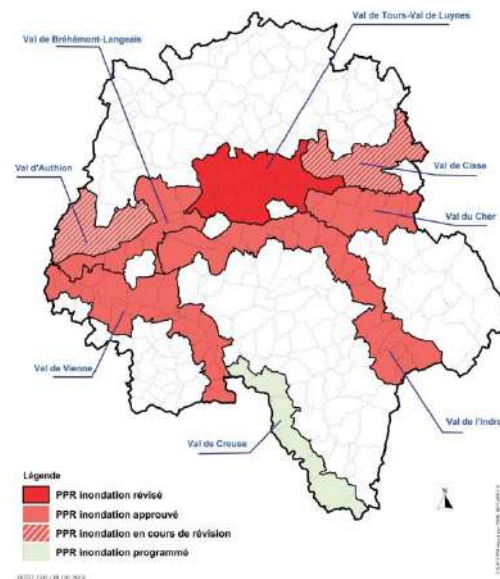 Val de Tours-Val de Luynes
Val de Bréhémont-Langeais
Val d'Authion
Val de Cisse
Val du Cher
Val de Vienne
Val de Creuse
Val de l'Indre
Légende
PPR inondation révisé
PPR inondation approuvé
PPR inondation en cours de révision
PPR inondation programmé
N